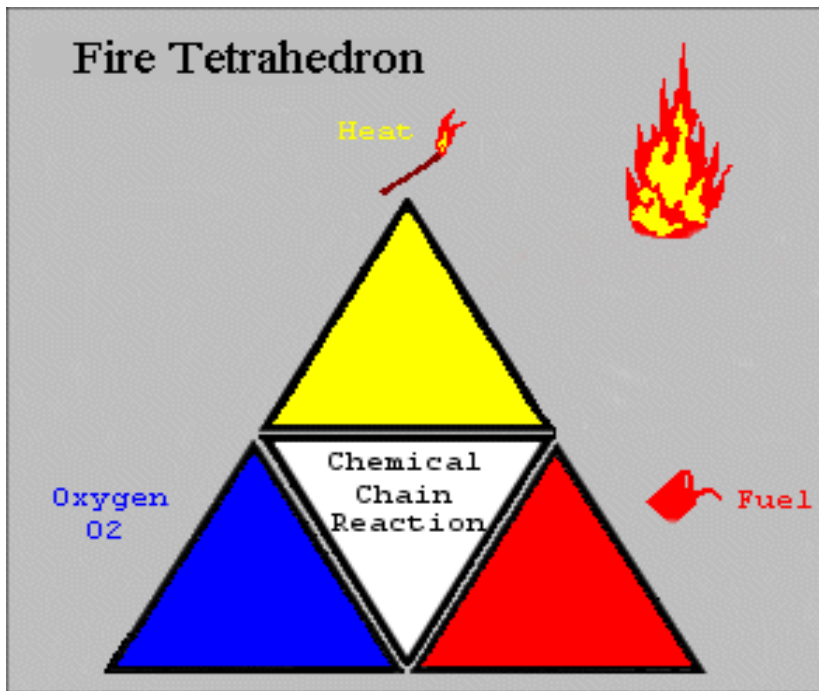 Fire Tetrahedron
Heat
Chemical
Chain
Reaction
Oxygen
O2
Fuel